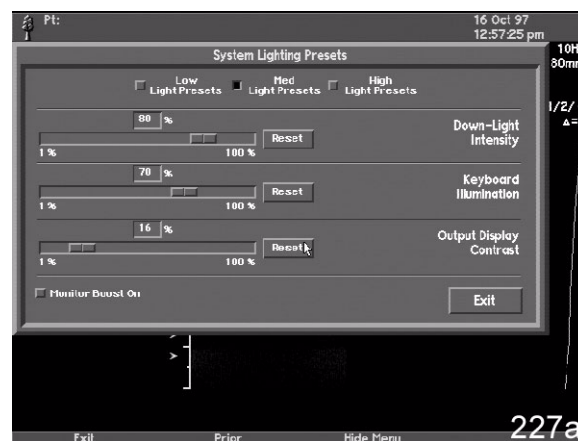 Pt:
16 Oct 97
12:57:25 pm
10H
80mm
System Lighting Presets
Low Light Presets
Med Light Presets
High Light Presets
1/2/
Δ=
80 %
Reset
1 %
100 %
Down-Light Intensity
70 %
Reset
1 %
100 %
Keyboard Illumination
16 %
Reset
1 %
100 %
Output Display Contrast
Monitor Boost On
Exit
Exit
Prior
Hide Menu
227a